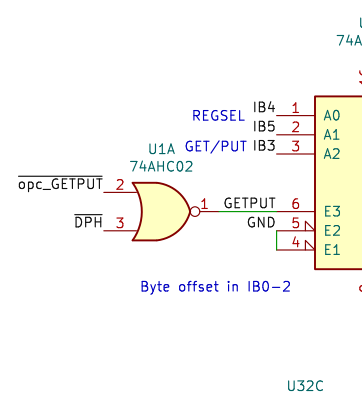 U
74A
IB4
1
A0
REGSEL
IB5
2
A1
U1A
GET/PUT
IB3
3
A2
74AHC02
opc_GETPUT
2
1
GETPUT
6
E3
DPH
3
GND
5
E2
4
E1
Byte offset in IB0-2
U32C